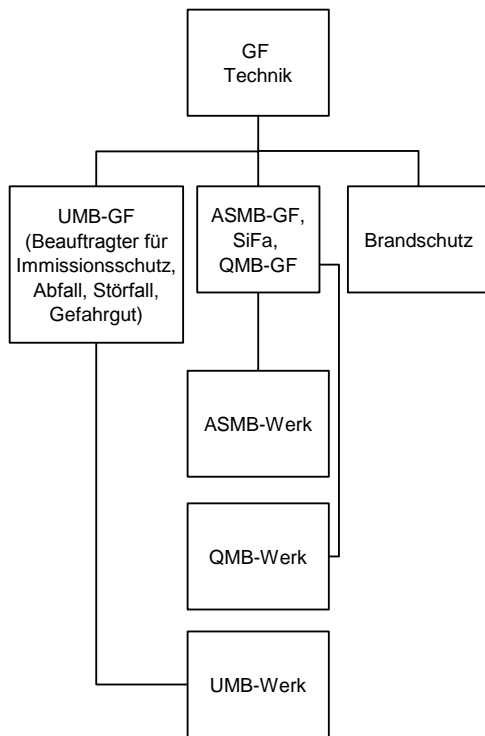 GF
Technik
UMB-GF
(Beauftragter für
Immissionsschutz,
Abfall, Störfall,
Gefahrgut)
ASMB-GF,
SiFa,
QMB-GF
Brandschutz
ASMB-Werk
QMB-Werk
UMB-Werk